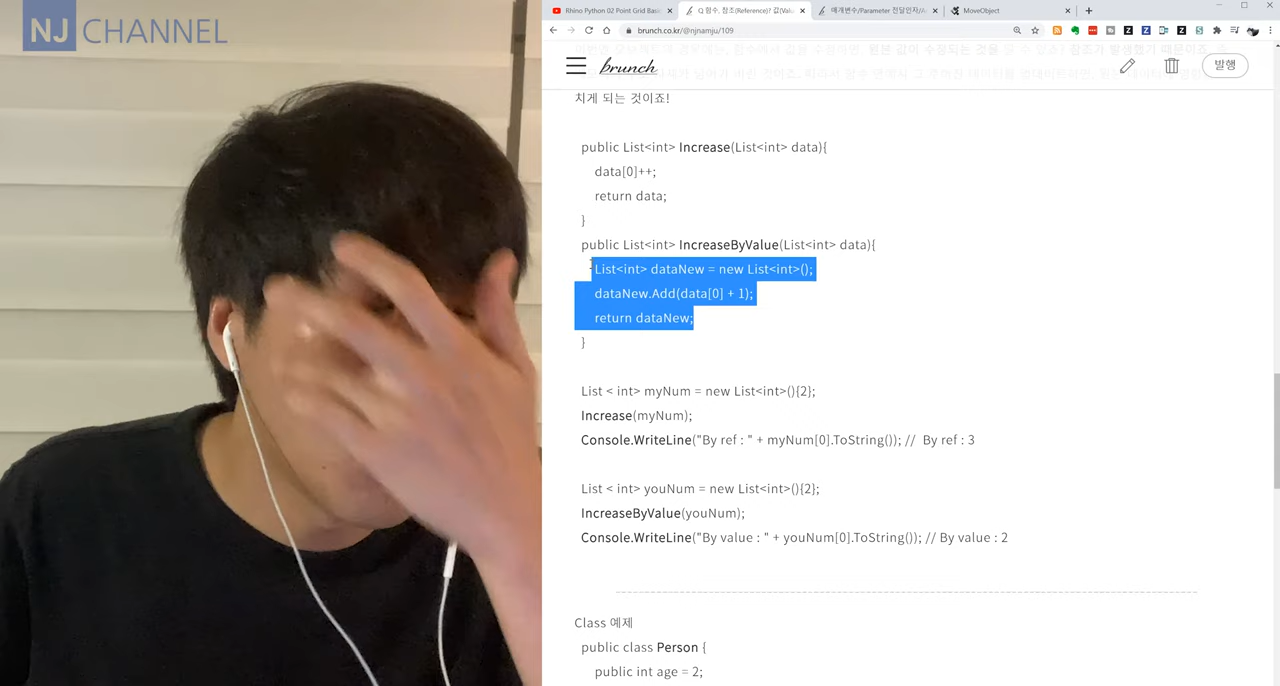 NJ CHANNEL
Rhino Python 02 Point Grid Basi
Q 함수, 참조(Reference)? 값(Valu
매개변수/Parameter 전달인자/A
MoveObject
brunch.co.kr/@njnamju/109
brunch
발행
치게 되는 것이죠!
public List<int> Increase(List<int> data){
data[0]++;
return data;
}
public List<int> IncreaseByValue(List<int> data){
List<int> dataNew = new List<int>();
dataNew.Add(data[0] + 1);
return dataNew;
}
List < int> myNum = new List<int>(){2};
Increase(myNum);
Console.WriteLine("By ref : " + myNum[0].ToString()); //  By ref : 3
List < int> youNum = new List<int>(){2};
IncreaseByValue(youNum);
Console.WriteLine("By value : " + youNum[0].ToString()); // By value : 2
Class 예제
public class Person {
public int age = 2;